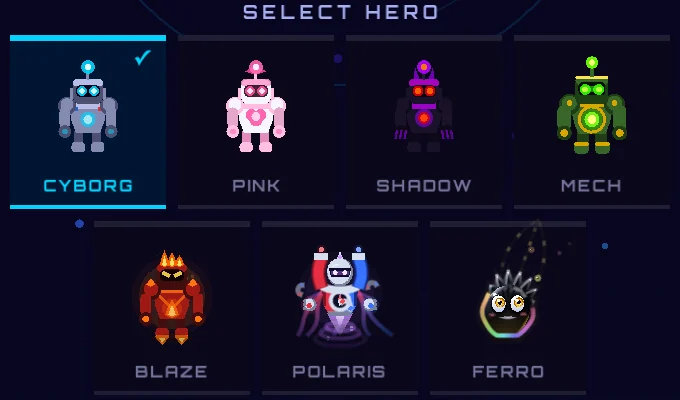 SELECT HERO
CYBORG
PINK
SHADOW
MECH
BLAZE
POLARIS
FERRO